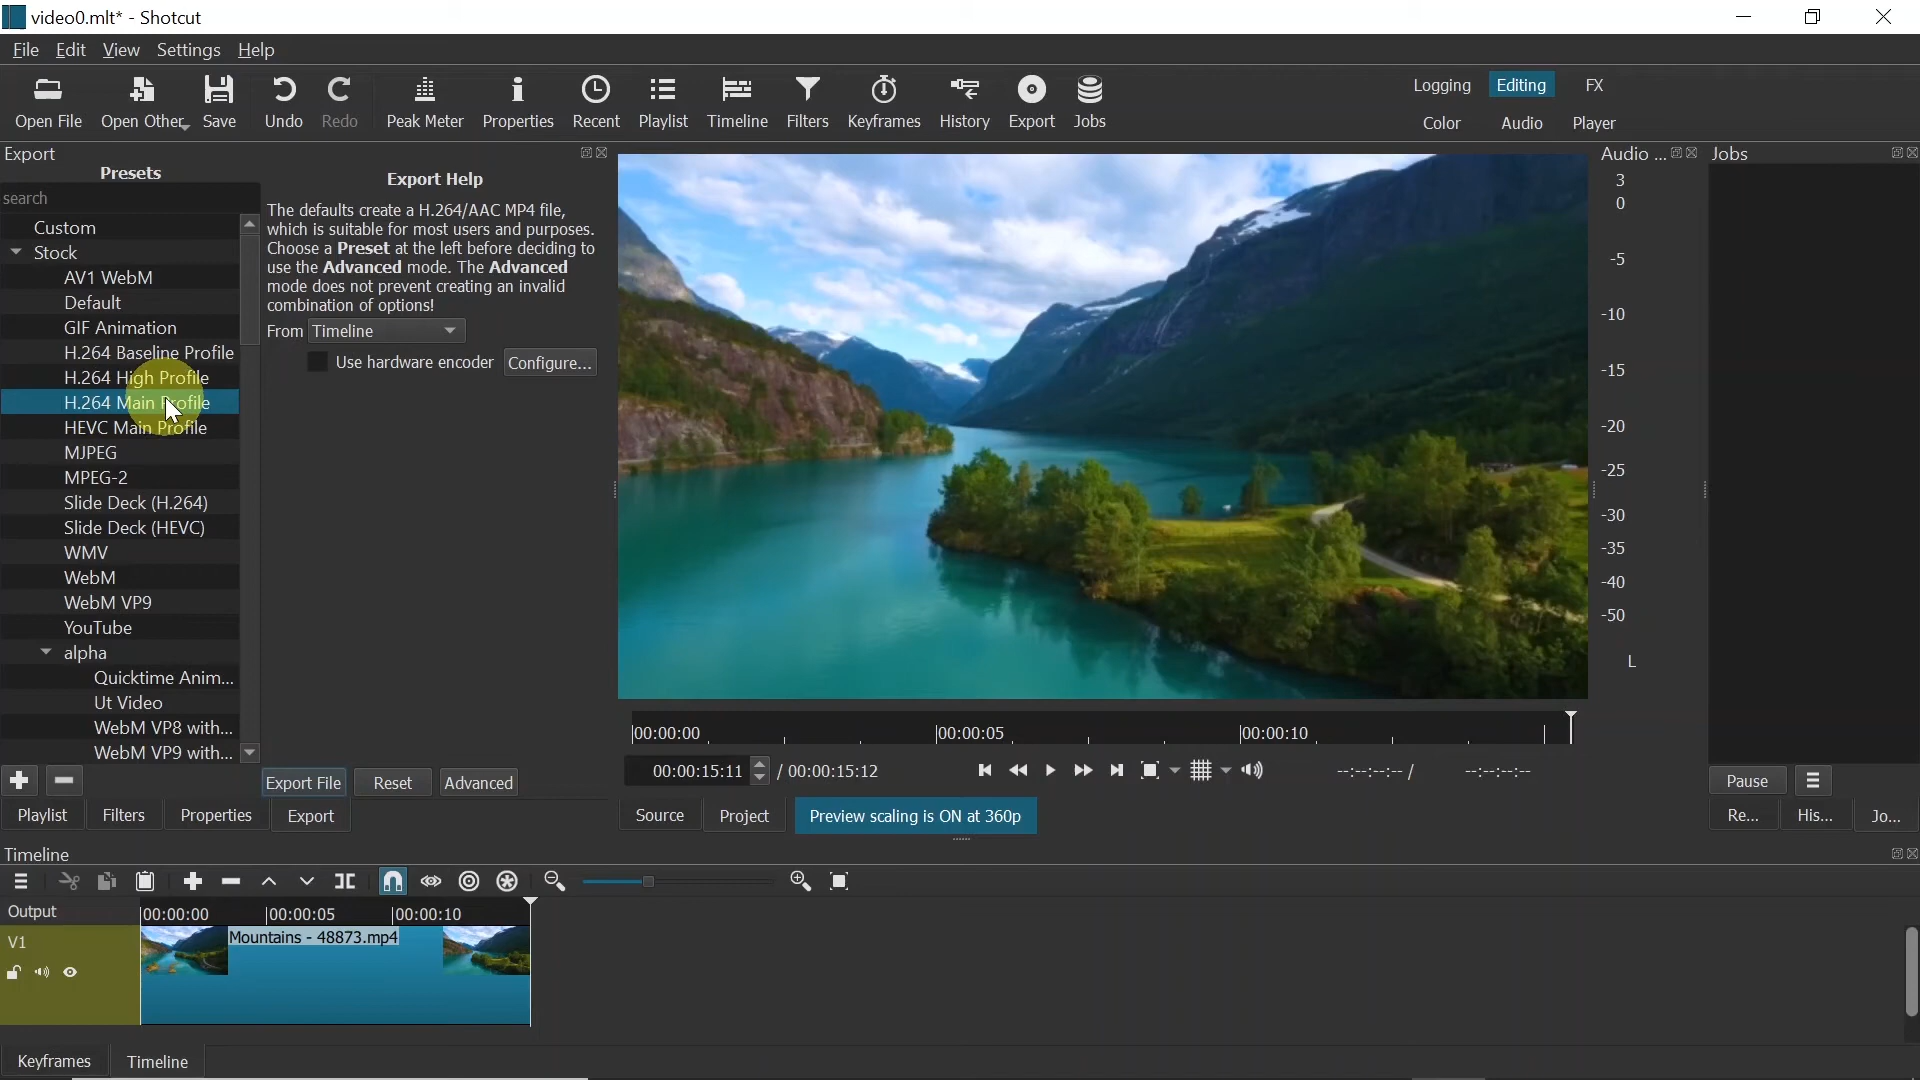 video0.mlt* - Shotcut
File Edit View Settings Help
Open File Open Other Save Undo Redo Peak Meter Properties Recent Playlist Timeline Filters Keyframes History Export Jobs
Logging Editing FX
Color Audio Player
Export
Presets
search
Custom
Stock
AV1 WebM
Default
GIF Animation
H.264 Baseline Profile
H.264 High Profile
H.264 Main Profile
HEVC Main Profile
MJPEG
MPEG-2
Slide Deck (H.264)
Slide Deck (HEVC)
WMV
WebM
WebM VP9
YouTube
alpha
Quicktime Anim...
Ut Video
WebM VP8 with...
WebM VP9 with...
Export Help
The defaults create a H.264/AAC MP4 file,
which is suitable for most users and purposes.
Choose a Preset at the left before deciding to
use the Advanced mode. The Advanced
mode does not prevent creating an invalid
combination of options!
From Timeline
Use hardware encoder Configure...
Export File Reset Advanced
Playlist Filters Properties Export
00:00:00 00:00:05 00:00:10
00:00:15:11 / 00:00:15:12
--:--:--:-- / --:--:--:--
Source Project Preview scaling is ON at 360p
Audio ...
3
0
-5
-10
-15
-20
-25
-30
-35
-40
-50
L
Jobs
Pause
Re... His... Jo...
Timeline
Output
00:00:00 00:00:05 00:00:10
V1
Mountains - 48873.mp4
Keyframes Timeline